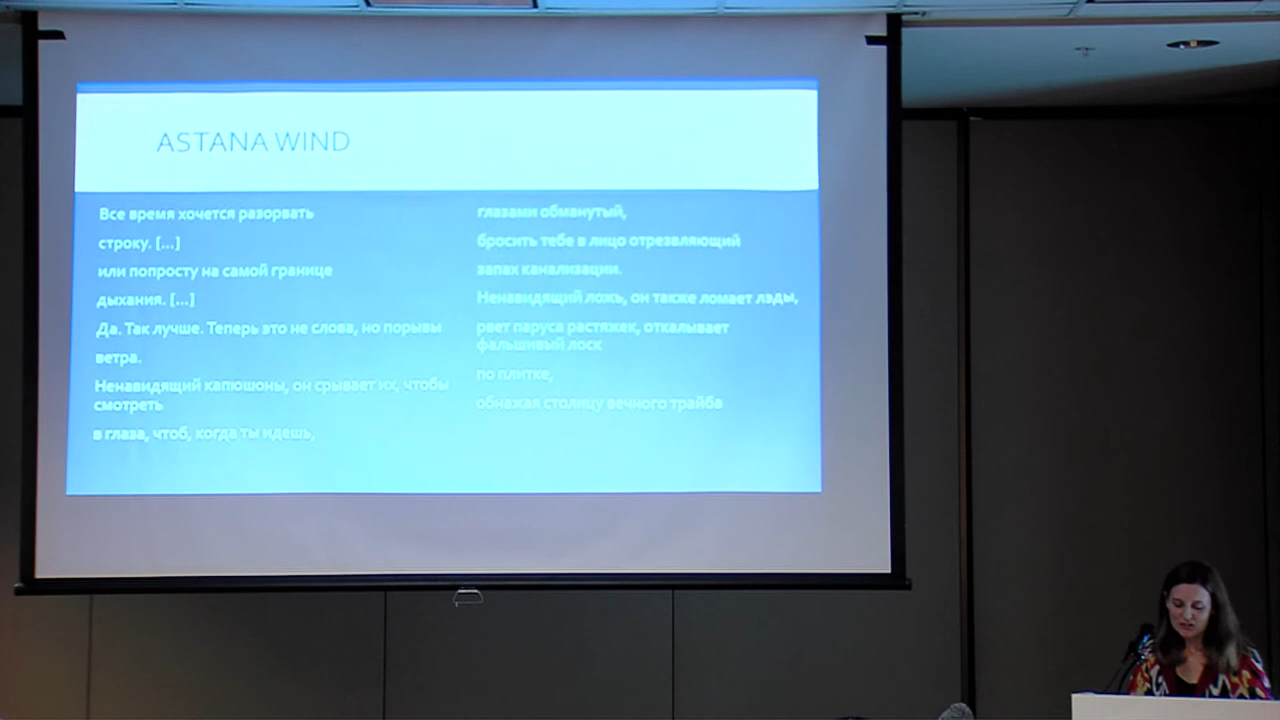 ASTANA WIND
Все время хочется разорвать
строку. [...]
или попросту на самой границе
дыхания. [...]
Да. Так лучше. Теперь это не слова, но порывы
ветра.
Ненавидящий капюшоны, он срывает их, чтобы
смотреть
в глаза, чтоб, когда ты идешь,
глазами обманутый,
бросить тебе в лицо отрезвляющий
запах канализации.
Ненавидящий ложь, он также ломает лэды,
рвет паруса растяжек, откалывает
фальшивый лоск
по плитке,
обнажая столицу вечного трайба